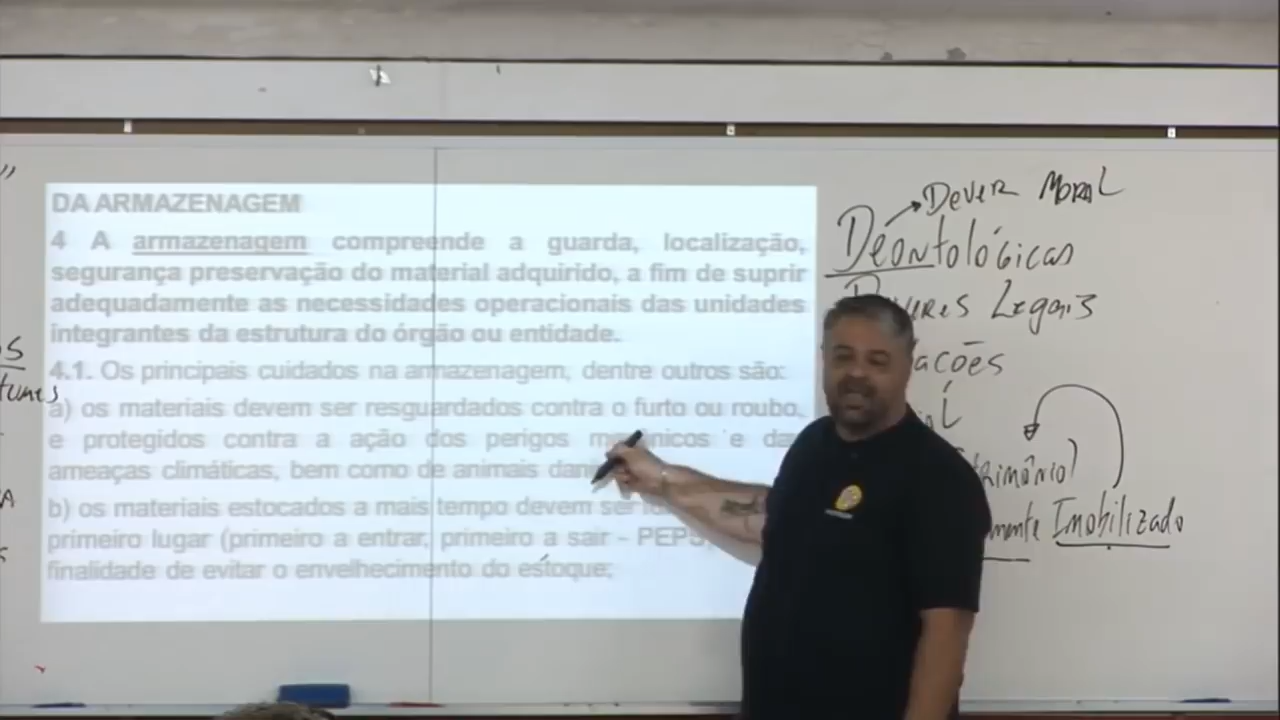 DA ARMAZENAGEM
4 A armazenagem compreende a guarda, localização,
segurança preservação do material adquirido, a fim de suprir
adequadamente as necessidades operacionais das unidades
integrantes da estrutura do órgão ou entidade.
4.1. Os principais cuidados na armazenagem, dentre outros são:
a) os materiais devem ser resguardados contra o furto ou roubo,
e protegidos contra a ação dos perigos mecânicos e das
ameaças climáticas, bem como de animais
b) os materiais estocados a mais tempo devem ser
primeiro lugar (primeiro a entrar, primeiro a sair - PEPS
finalidade de evitar o envelhecimento do estoque;
Dever Moral
Deontológicas
Legais
Imobilizado